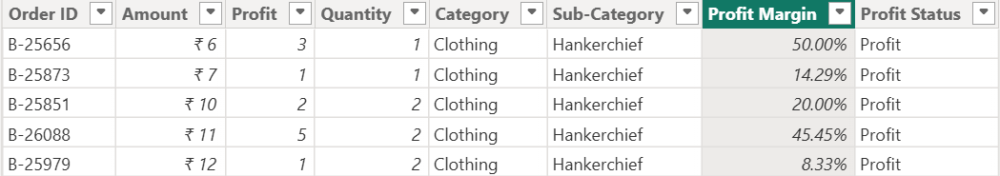 Order ID Amount Profit Quantity Category Sub-Category Profit Margin Profit Status
B-25656 ₹ 6 3 1 Clothing Hankerchief 50.00% Profit
B-25873 ₹ 7 1 1 Clothing Hankerchief 14.29% Profit
B-25851 ₹ 10 2 2 Clothing Hankerchief 20.00% Profit
B-26088 ₹ 11 5 2 Clothing Hankerchief 45.45% Profit
B-25979 ₹ 12 1 2 Clothing Hankerchief 8.33% Profit